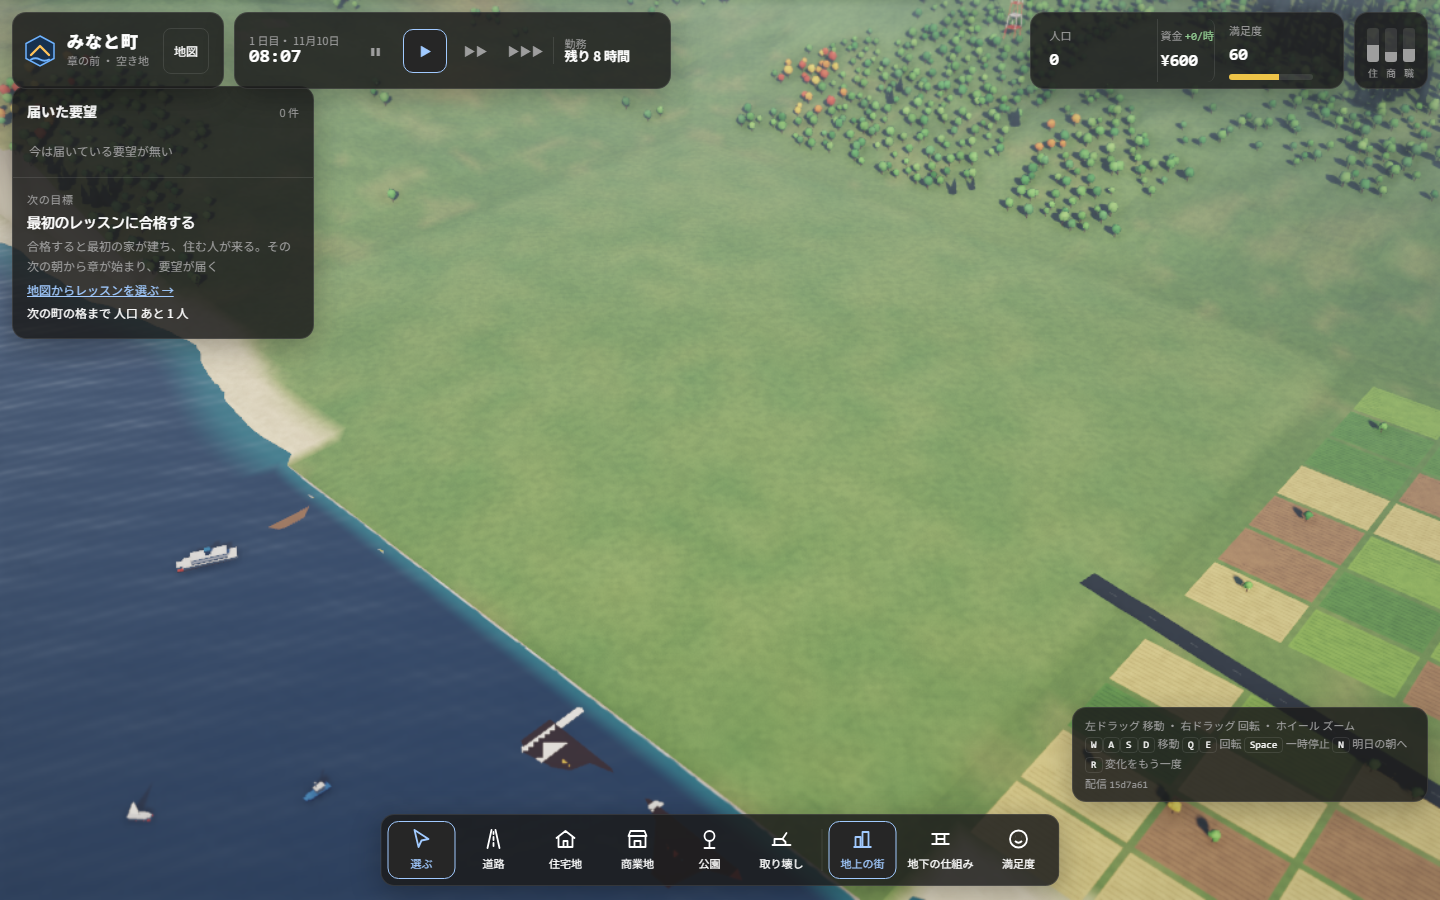 みなと町
章の前・空き地
地図
1日目・11月10日
08:07
勤務
残り8時間
人口
0
資金 +0/時
¥600
満足度
60
住 商 職
届いた要望
0件
今は届いている要望が無い
次の目標
最初のレッスンに合格する
合格すると最初の家が建ち、住む人が来る。その
次の朝から章が始まり、要望が届く
地図からレッスンを選ぶ→
次の町の格まで 人口 あと1人
左ドラッグ 移動・右ドラッグ 回転・ホイール ズーム
W A S D 移動 Q E 回転 Space 一時停止 N 明日の朝へ
R 変化をもう一度
配信 15d7a61
選ぶ
道路
住宅地
商業地
公園
取り壊し
地上の街
地下の仕組み
満足度